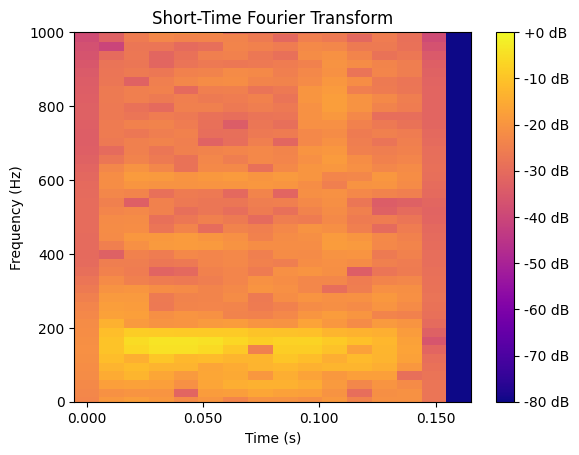 Short-Time Fourier Transform
1000
800
600
400
200
0
Frequency (Hz)
0.000
0.050
0.100
0.150
Time (s)
+0 dB
-10 dB
-20 dB
-30 dB
-40 dB
-50 dB
-60 dB
-70 dB
-80 dB